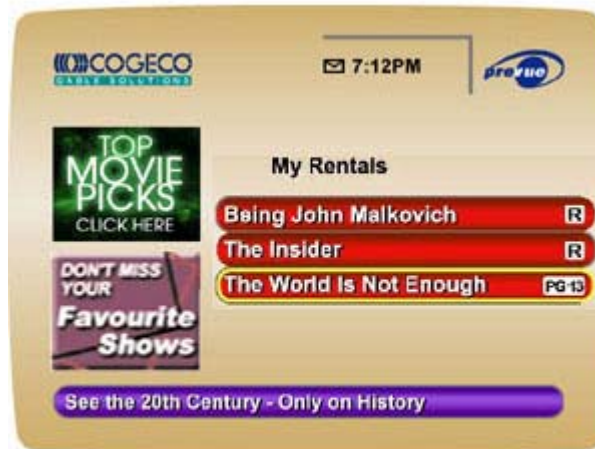 COGECO
CABLE SOLUTIONS
7:12PM
prevue
TOP
MOVIE
PICKS
CLICK HERE
My Rentals
Being John Malkovich R
The Insider R
The World Is Not Enough PG-13
DON'T MISS
YOUR
Favourite
Shows
See the 20th Century - Only on History